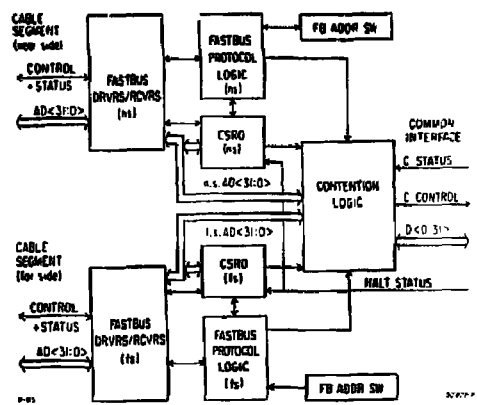 CABLE
SEGMENT
(near side)
CONTROL
+ STATUS
AD<31:0>
FASTBUS
DRVRS/RCVRS
(ns)
FASTBUS
PROTOCOL
LOGIC
(ns)
FB ADDR SW
CSRO
(ns)
n.s. AD<31:0>
f.s. AD<31:0>
CONTENTION
LOGIC
COMMON
INTERFACE
C STATUS
C CONTROL
D<0:31>
HALT STATUS
CABLE
SEGMENT
(far side)
CONTROL
+STATUS
AD<31:0>
FASTBUS
DRVRS/RCVRS
(fs)
CSRO
(fs)
FASTBUS
PROTOCOL
LOGIC
(fs)
FB ADDR SW